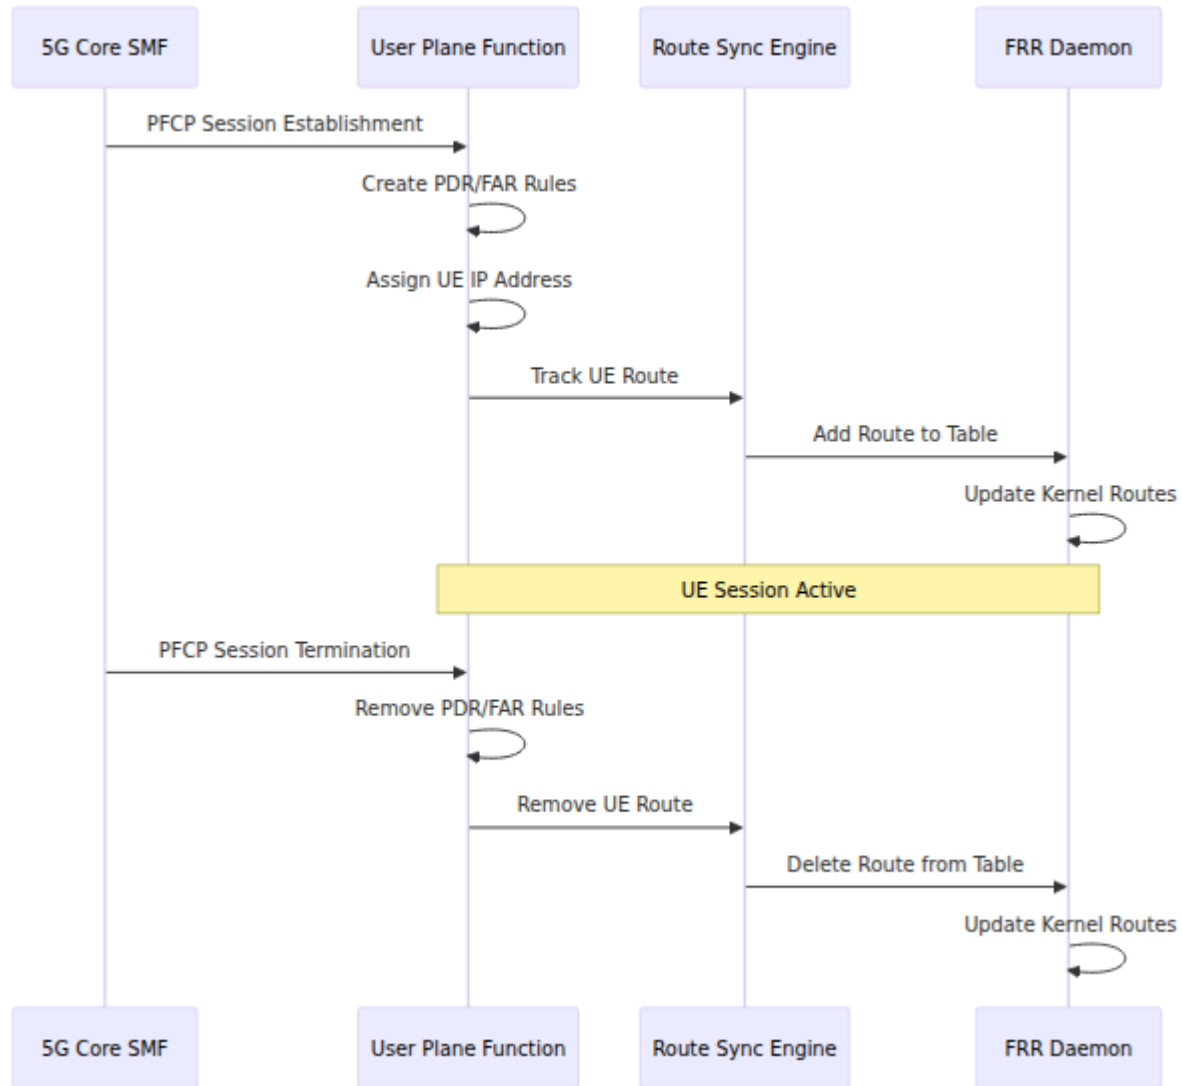 5G Core SMF
User Plane Function
Route Sync Engine
FRR Daemon
PFCP Session Establishment
Create PDR/FAR Rules
Assign UE IP Address
Track UE Route
Add Route to Table
Update Kernel Routes
UE Session Active
PFCP Session Termination
Remove PDR/FAR Rules
Remove UE Route
Delete Route from Table
Update Kernel Routes
5G Core SMF
User Plane Function
Route Sync Engine
FRR Daemon